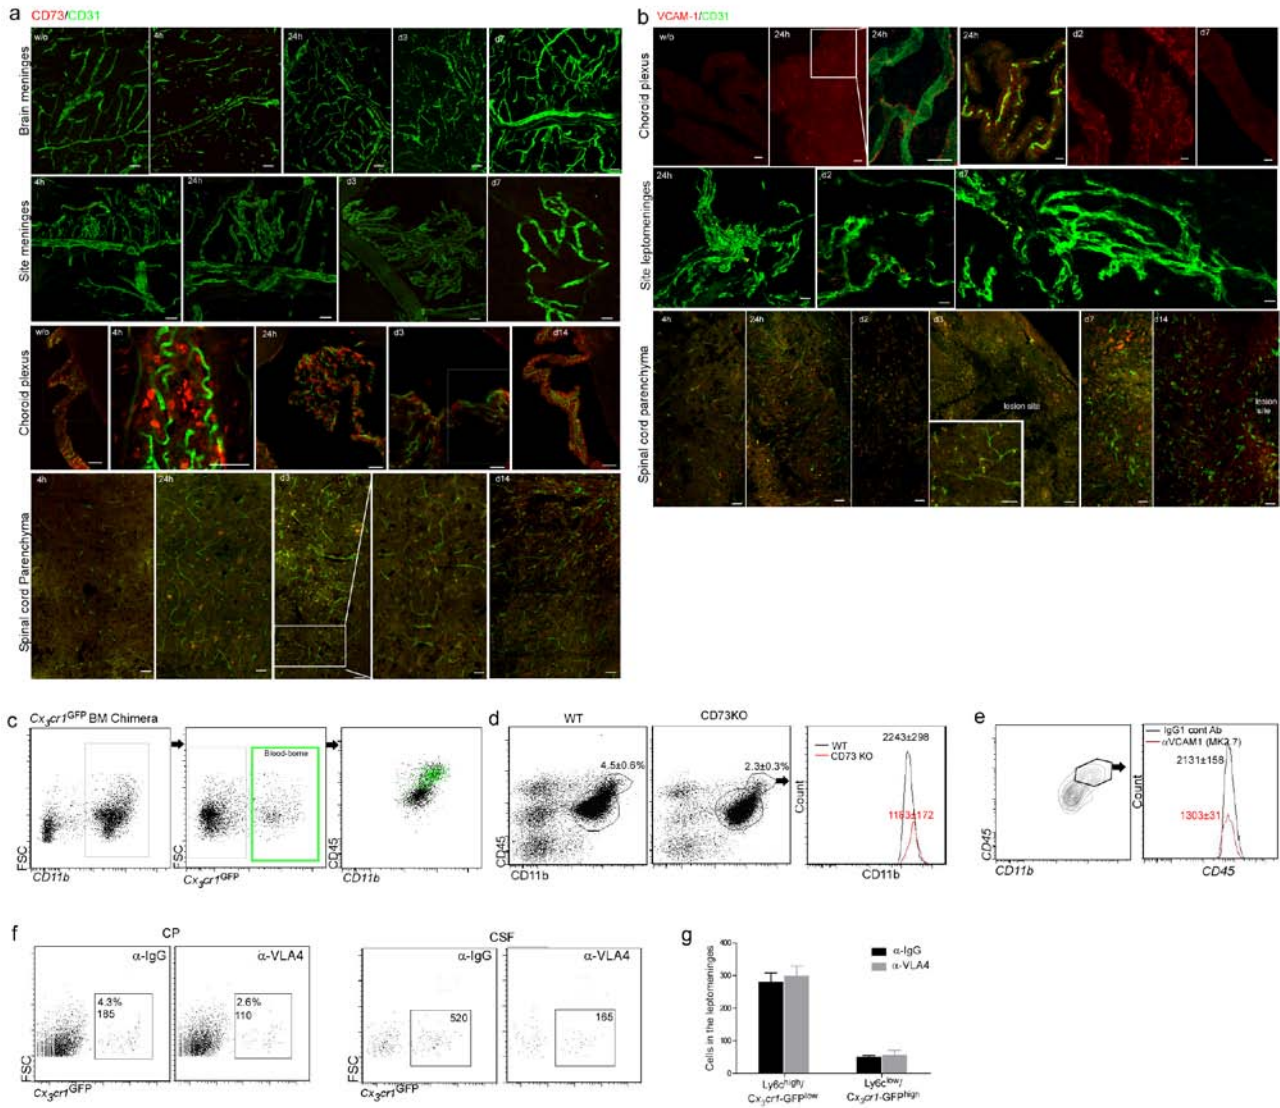 a
CD73/CD31
Brain meninges
w/o
4h
24h
d3
d7
Site meninges
4h
24h
d3
d7
Choroid plexus
w/o
4h
24h
d3
d14
Spinal cord Parenchyma
4h
24h
d3
d14
b
VCAM-1/CD31
Choroid plexus
w/o
24h
24h
24h
d2
d7
Site leptomeninges
24h
d2
d7
Spinal cord parenchyma
4h
24h
d2
d3
lesion site
d7
d14
lesion
site
c
Cx3cr1GFP BM Chimera
FSC
CD11b
Blood-borne
FSC
Cx3cr1GFP
CD45
CD11b
d
WT
CD73KO
4.5±0.6%
2.3±0.3%
CD45
CD11b
2243±298
WT
CD73 KO
1183±172
Count
CD11b
e
CD45
CD11b
IgG1 cont Ab
αVCAM1 (MK2.7)
2131±158
1303±31
Count
CD45
f
CP
α-IgG
4.3%
185
α-VLA4
2.6%
110
FSC
Cx3cr1GFP
CSF
α-IgG
520
α-VLA4
165
FSC
Cx3cr1GFP
g
α-IgG
α-VLA4
Cells in the leptomeninges
400
300
200
100
0
Ly6chigh/
Cx3cr1-GFPlow
Ly6clow/
Cx3cr1-GFPhigh